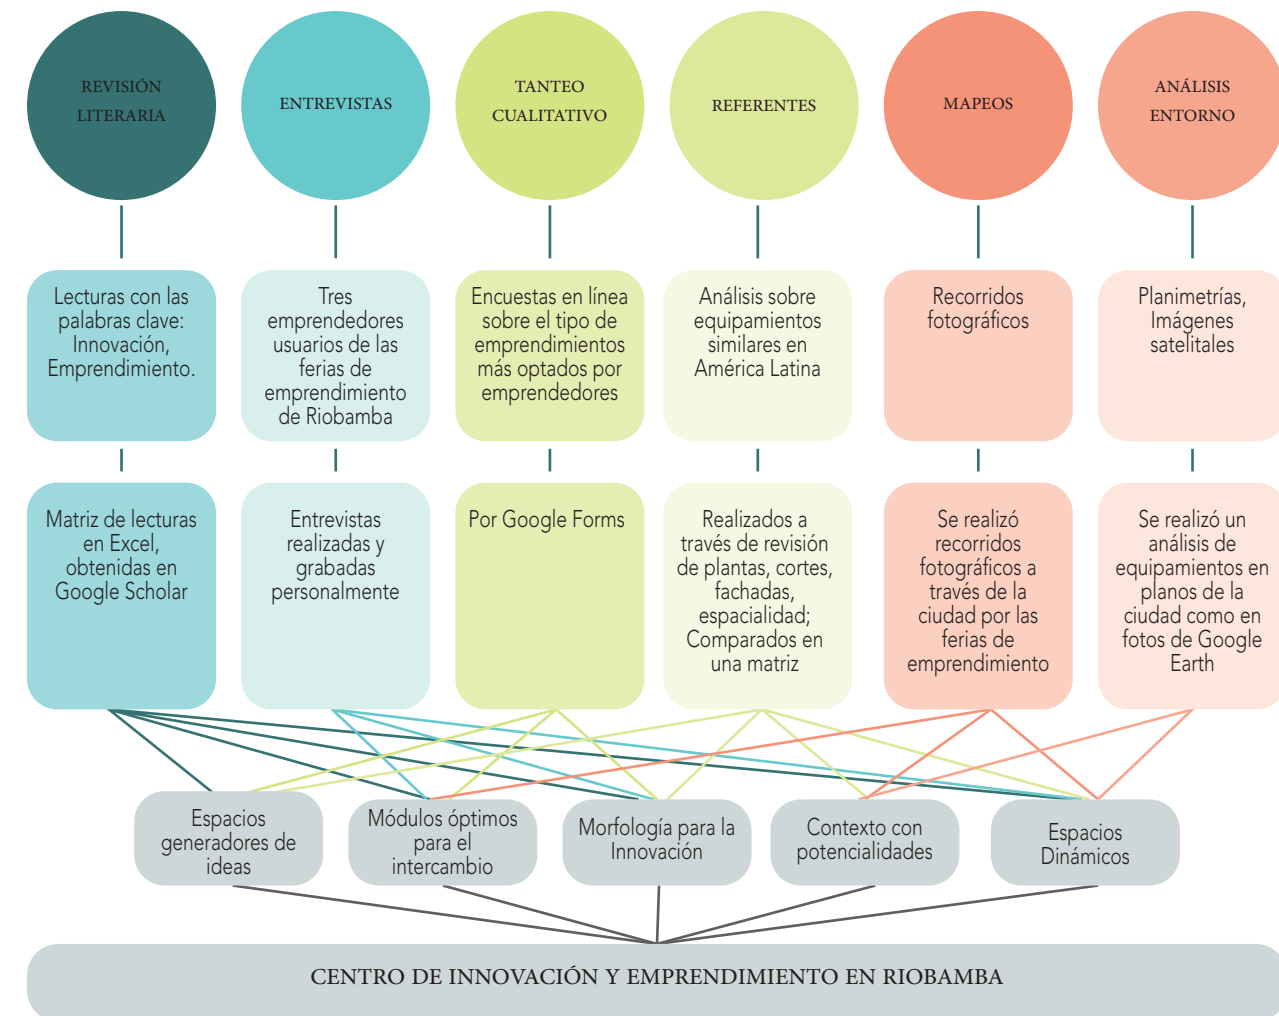 REVISIÓN
LITERARIA
ENTREVISTAS
TANTEO
CUALITATIVO
REFERENTES
MAPEOS
ANÁLISIS
ENTORNO
Lecturas con las
palabras clave:
Innovación,
Emprendimiento.
Tres
emprendedores
usuarios de las
ferias de
emprendimiento
de Riobamba
Encuestas en línea
sobre el tipo de
emprendimientos
más optados por
emprendedores
Análisis sobre
equipamientos
similares en
América Latina
Recorridos
fotográficos
Planimetrías,
Imágenes
satelitales
Matriz de lecturas
en Excel,
obtenidas en
Google Scholar
Entrevistas
realizadas y
grabadas
personalmente
Por Google Forms
Realizados a
través de revisión
de plantas, cortes,
fachadas,
espacialidad;
Comparados en
una matriz
Se realizó
recorridos
fotográficos a
través de la
ciudad por las
ferias de
emprendimiento
Se realizó un
análisis de
equipamientos en
planos de la
ciudad como en
fotos de Google
Earth
Espacios
generadores de
ideas
Módulos óptimos
para el
intercambio
Morfología para la
Innovación
Contexto con
potencialidades
Espacios
Dinámicos
CENTRO DE INNOVACIÓN Y EMPRENDIMIENTO EN RIOBAMBA